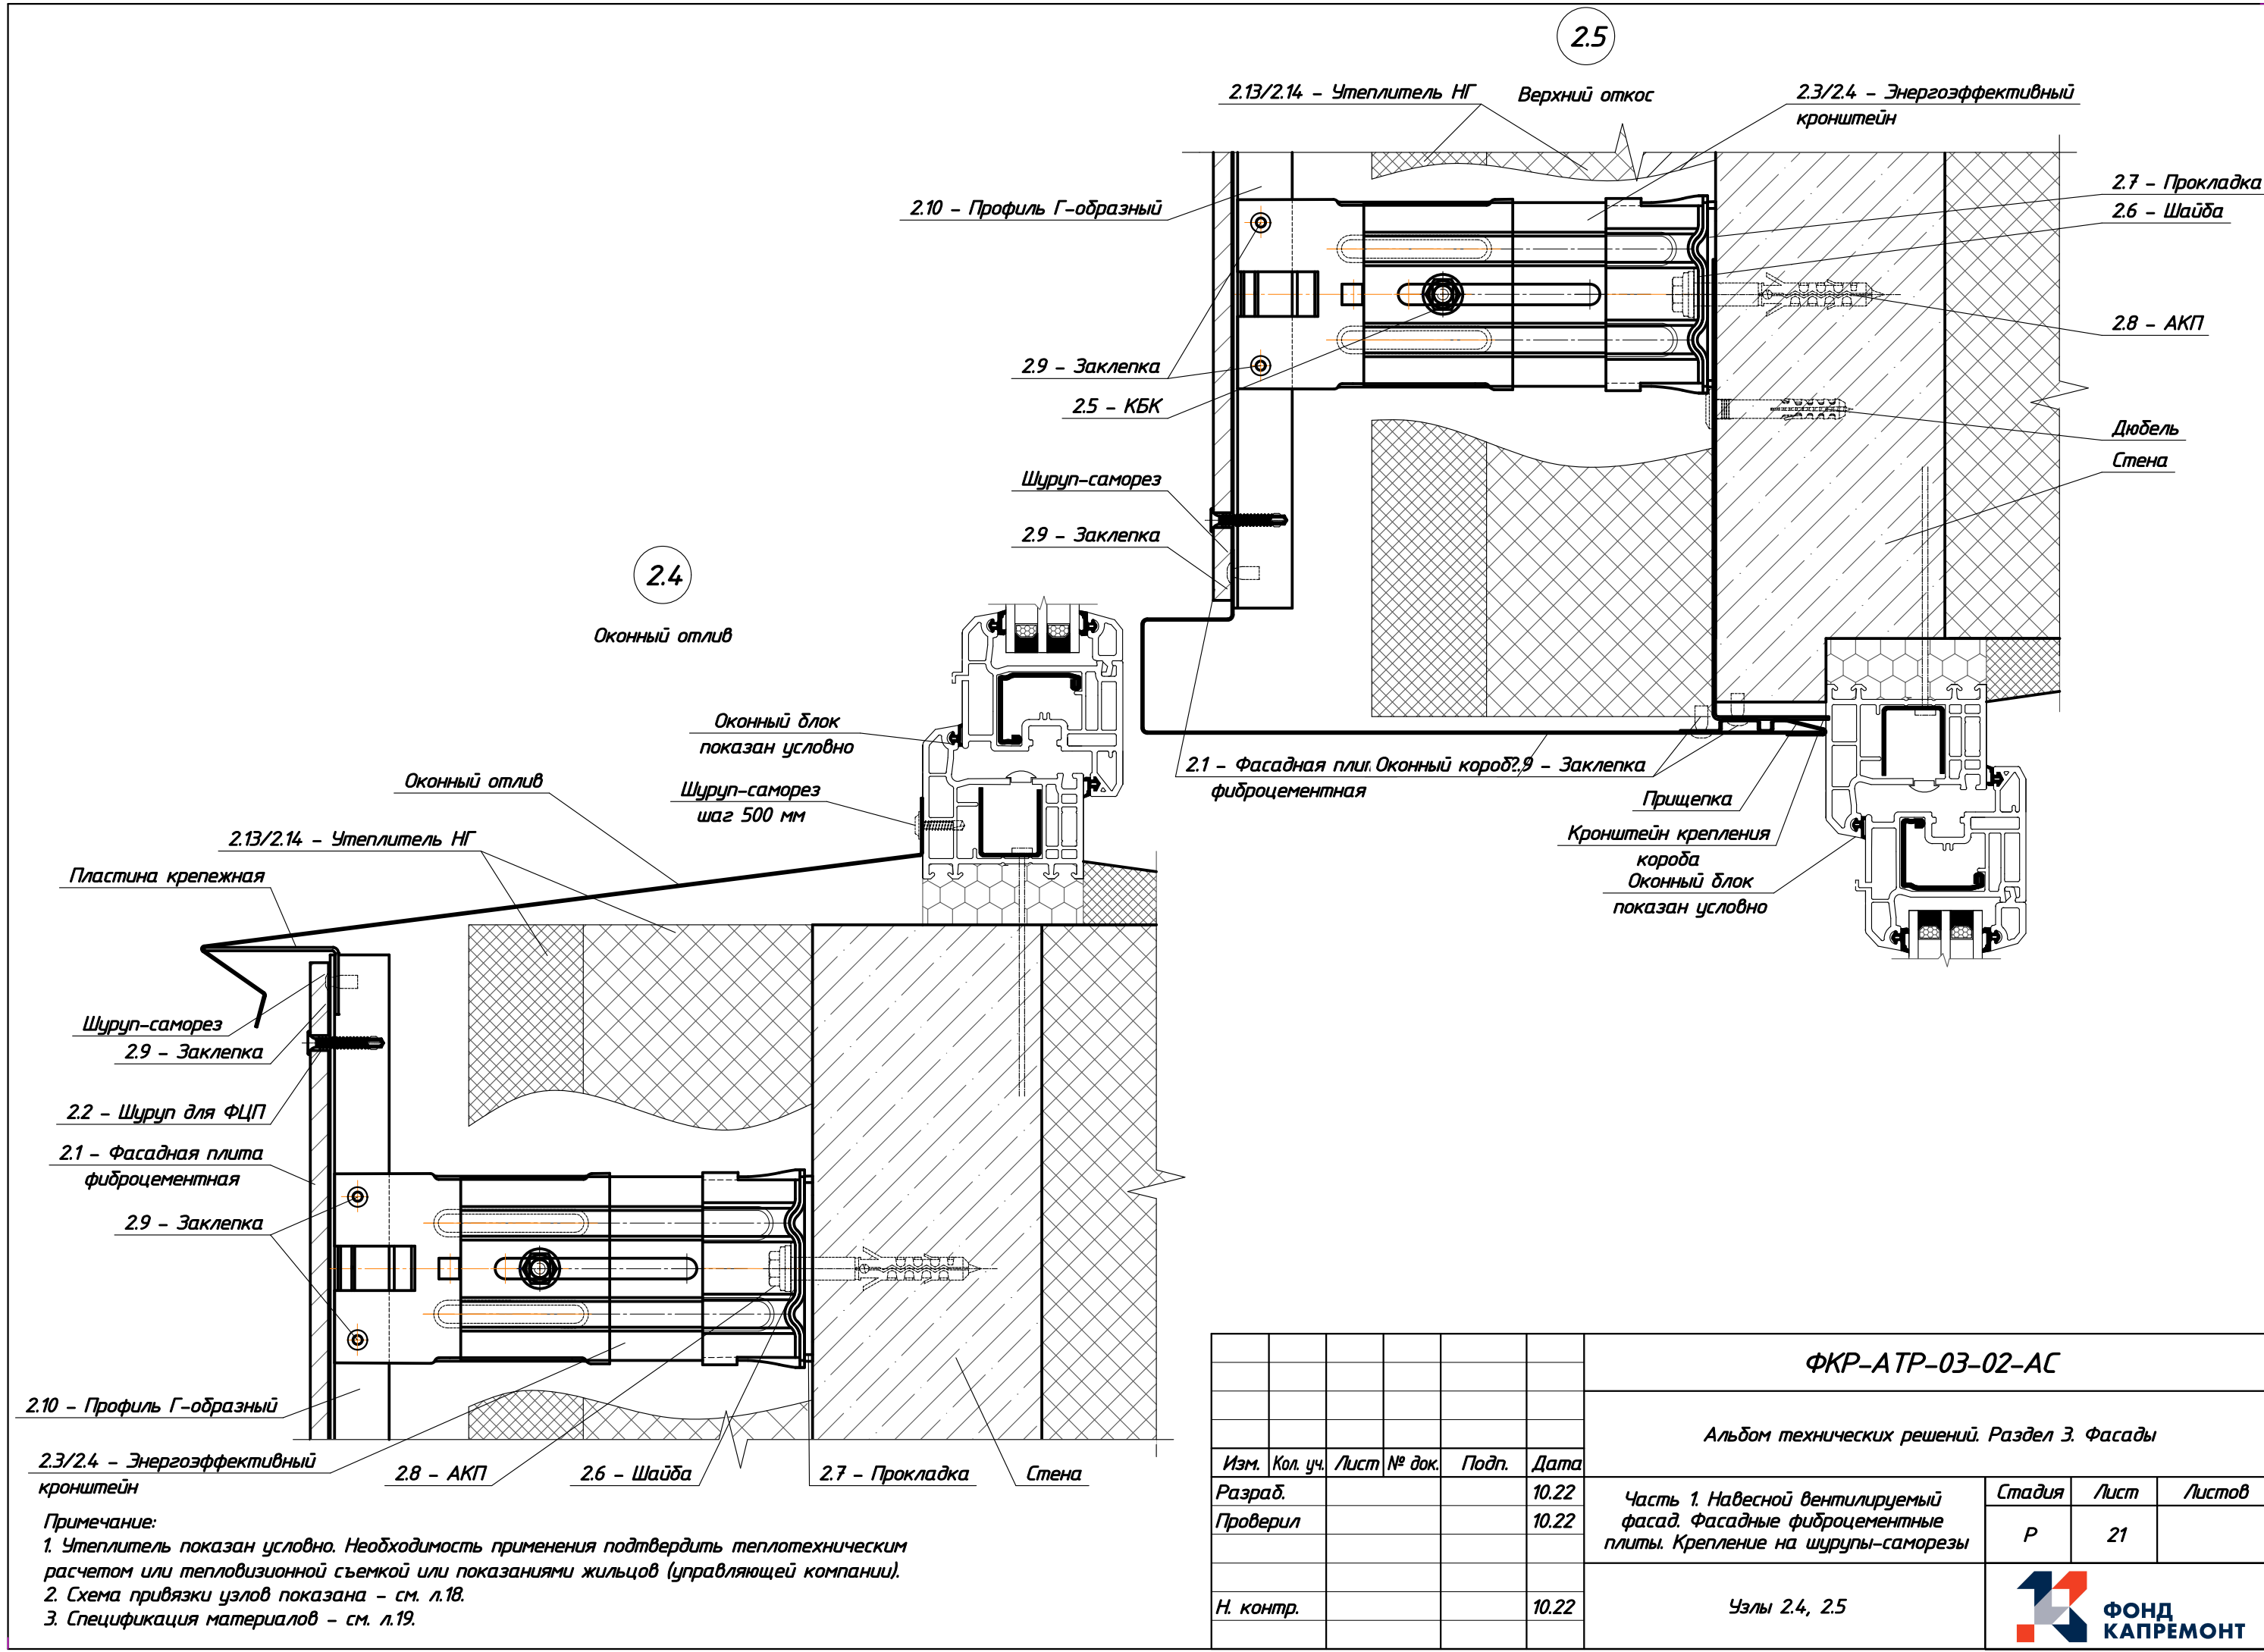 2.5
2.13/2.14 - Утеплитель НГ
Верхний откос
2.3/2.4 - Энергоэффективный
кронштейн
2.7 - Прокладка
2.6 - Шайба
2.10 - Профиль Г-образный
2.8 - АКП
2.9 - Заклепка
2.5 - КБК
Дюбель
Стена
Шуруп-саморез
2.9 - Заклепка
2.1 - Фасадная пли
фиброцементная
Оконный короб
2.9 - Заклепка
Прищепка
Кронштейн крепления
короба
Оконный блок
показан условно
2.4
Оконный отлив
Оконный блок
показан условно
Оконный отлив
Шуруп-саморез
шаг 500 мм
2.13/2.14 - Утеплитель НГ
Пластина крепежная
Шуруп-саморез
2.9 - Заклепка
2.2 - Шуруп для ФЦП
2.1 - Фасадная плита
фиброцементная
2.9 - Заклепка
2.10 - Профиль Г-образный
2.3/2.4 - Энергоэффективный
кронштейн
2.8 - АКП
2.6 - Шайба
2.7 - Прокладка
Стена
Примечание:
1. Утеплитель показан условно. Необходимость применения подтвердить теплотехническим
расчетом или тепловизионной съемкой или показаниями жильцов (управляющей компании).
2. Схема привязки узлов показана - см. л.18.
3. Спецификация материалов - см. л.19.
ФКР-АТР-03-02-АС
Альбом технических решений. Раздел 3. Фасады
Изм. Кол. уч. Лист № док. Подп. Дата
Разраб. 10.22
Проверил 10.22
Н. контр. 10.22
Часть 1. Навесной вентилируемый
фасад. Фасадные фиброцементные
плиты. Крепление на шурупы-саморезы
Стадия Лист Листов
Р 21
Узлы 2.4, 2.5
ФОНД
КАПРЕМОНТ